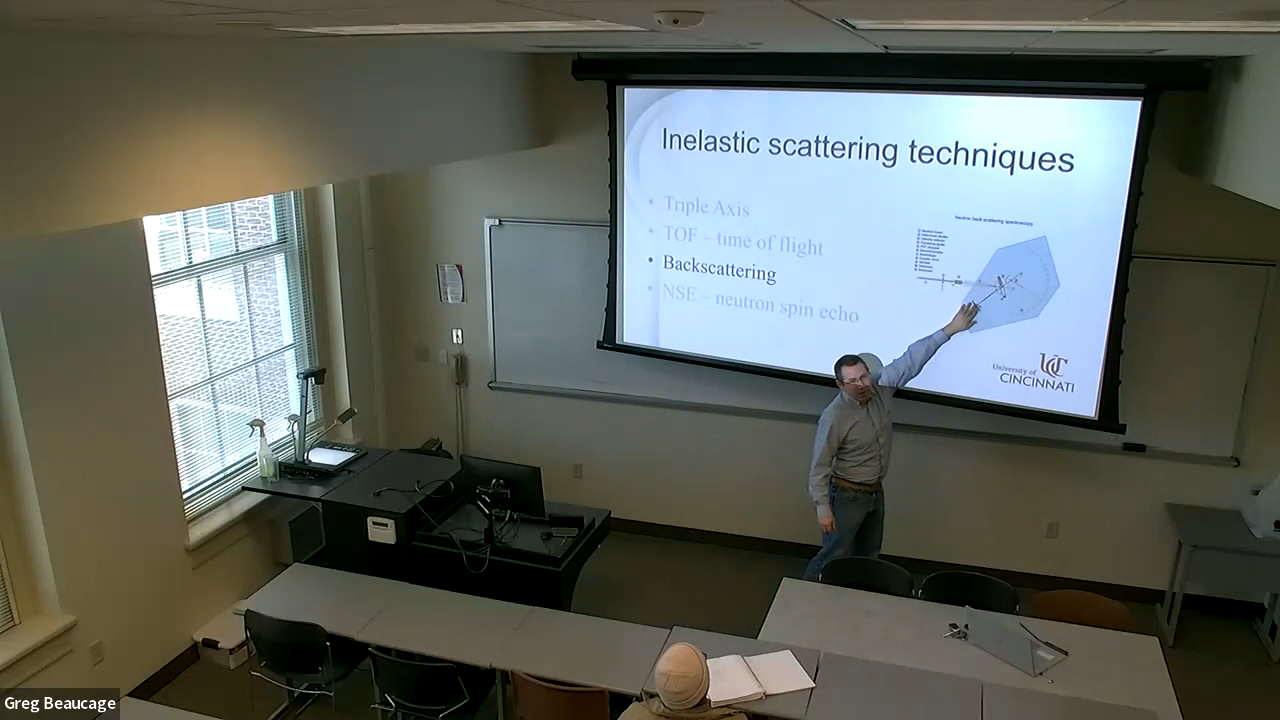 Inelastic scattering techniques
• Triple Axis
• TOF – time of flight
• Backscattering
• NSE – neutron spin echo
Neutron back-scattering spectroscopy
University of
CINCINNATI
Greg Beaucage